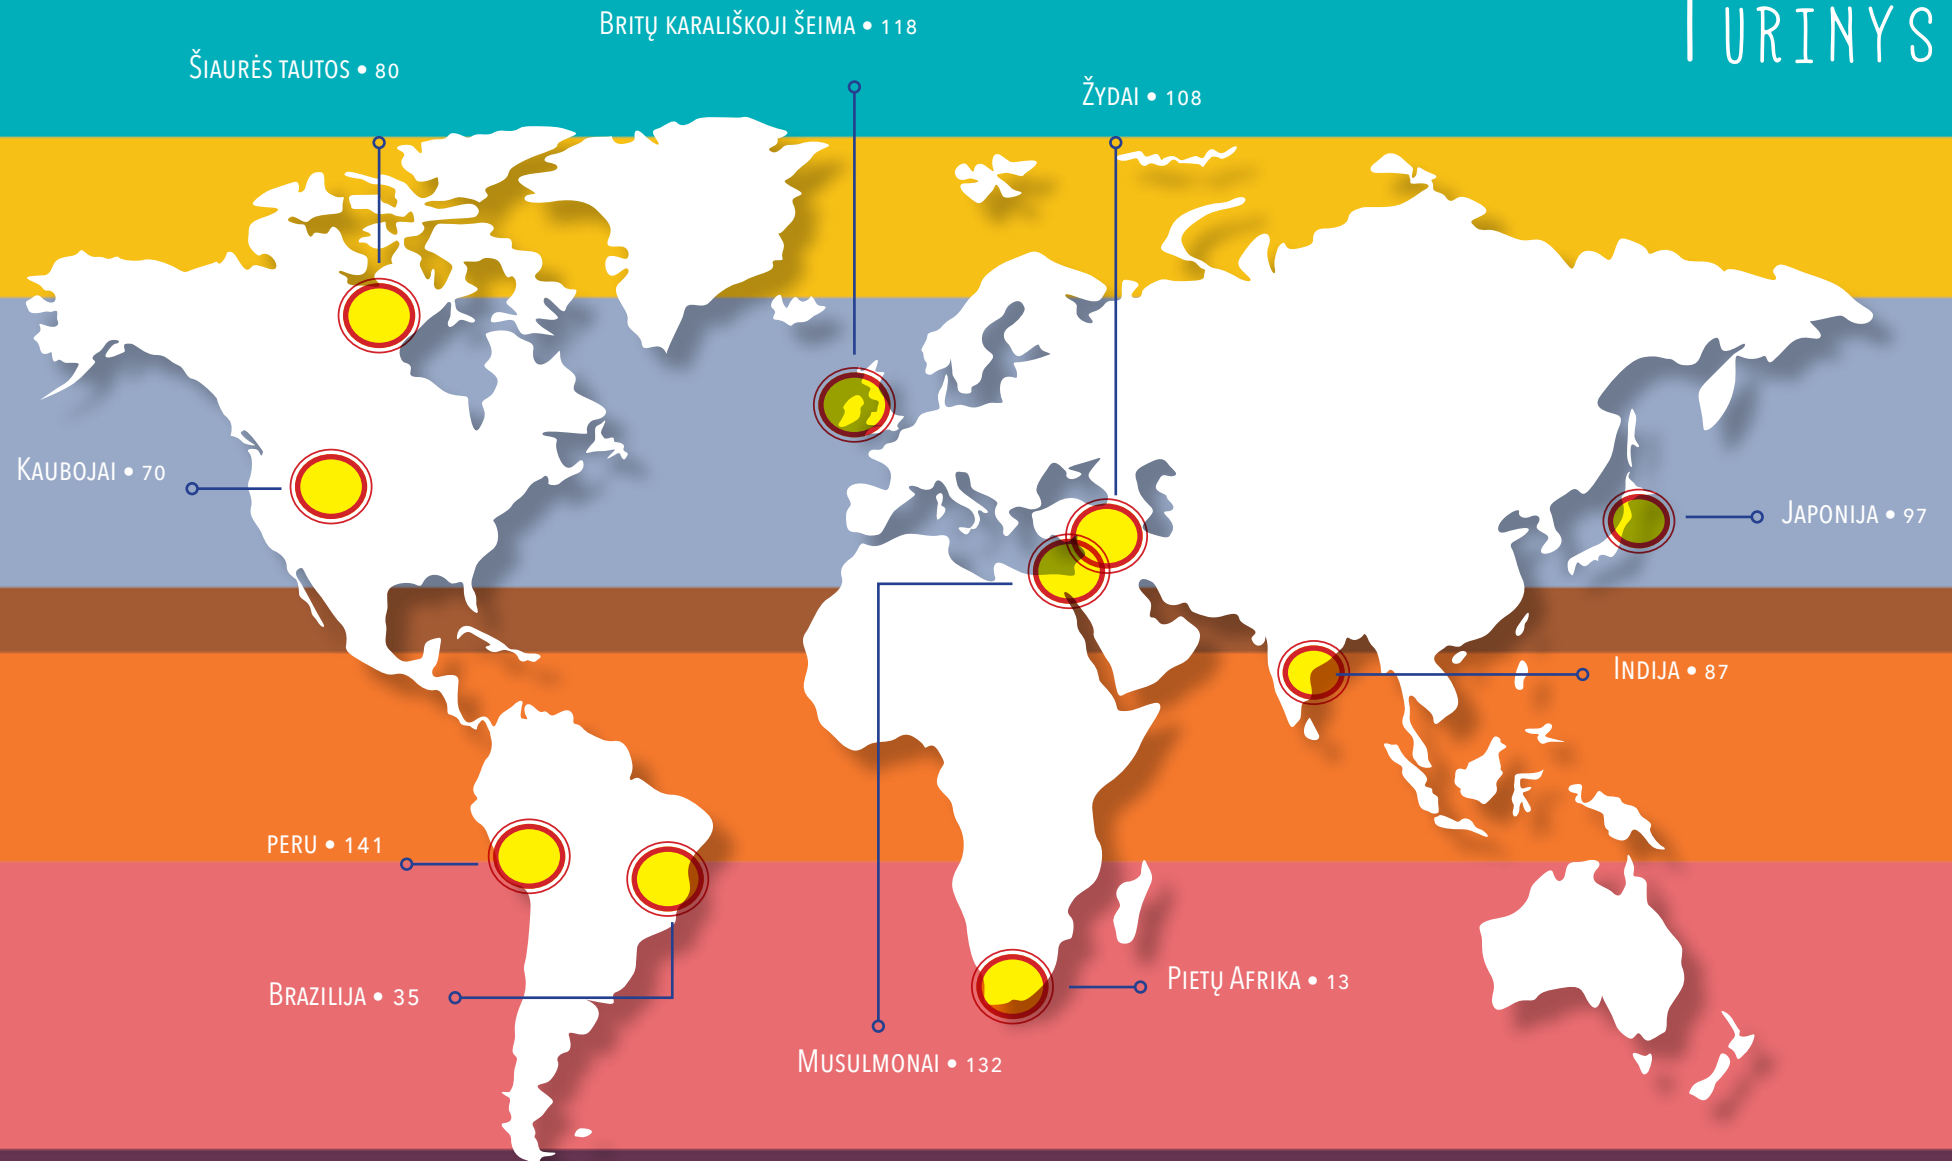 Turinys
Britų karališkoji šeima • 118
Šiaurės tautos • 80
Žydai • 108
Kaubojai • 70
Japonija • 97
Indija • 87
peru • 141
Brazilija • 35
Pietų Afrika • 13
Musulmonai • 132